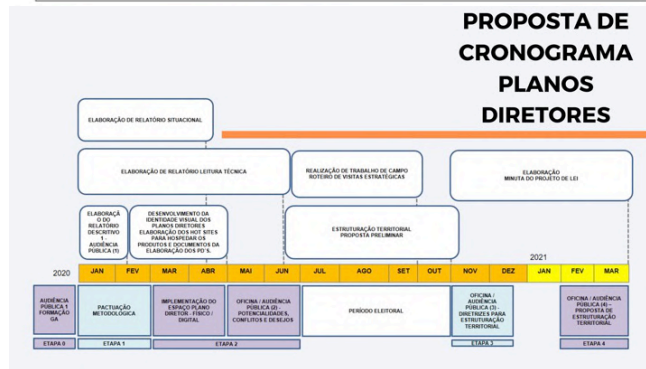 PROPOSTA DE
CRONOGRAMA
PLANOS
DIRETORES
ELABORAÇÃO DE RELATÓRIO SITUACIONAL
ELABORAÇÃO DE RELATÓRIO LEITURA TÉCNICA
REALIZAÇÃO DE TRABALHO DE CAMPO
ROTEIRO DE VISITAS ESTRATÉGICAS
ELABORAÇÃO
MINUTA DO PROJETO DE LEI
ELABORAÇÃ
O DO
RELATÓRIO
DESCRITIVO
1 -
AUDIÊNCIA
PÚBLICA (1)
DESENVOLVIMENTO DA
IDENTIDADE VISUAL DOS
PLANOS DIRETORES
ELABORAÇÃO DOS HOT SITES
PARA HOSPEDAR OS
PRODUTOS E DOCUMENTOS DA
ELABORAÇÃO DOS PD'S.
ESTRUTURAÇÃO TERRITORIAL
PROPOSTA PRELIMINAR
2021
2020 JAN FEV MAR ABR MAI JUN JUL AGO SET OUT NOV DEZ JAN FEV MAR
AUDIÊNCIA
PÚBLICA 1
FORMAÇÃO
GA
PACTUAÇÃO
METODOLÓGICA
IMPLEMENTAÇÃO DO
ESPAÇO PLANO
DIRETOR - FÍSICO /
DIGITAL
OFICINA / AUDIÊNCIA
PÚBLICA (2) -
POTENCIALIDADES,
CONFLITOS E DESEJOS
PERÍODO ELEITORAL
OFICINA /
AUDIÊNCIA
PÚBLICA (3) -
DIRETRIZES PARA
ESTRUTURAÇÃO
TERRITORIAL
OFICINA / AUDIÊNCIA
PÚBLICA (4) –
PROPOSTA DE
ESTRUTURAÇÃO
TERRITORIAL
ETAPA 0 ETAPA 1 ETAPA 2 ETAPA 3 ETAPA 4